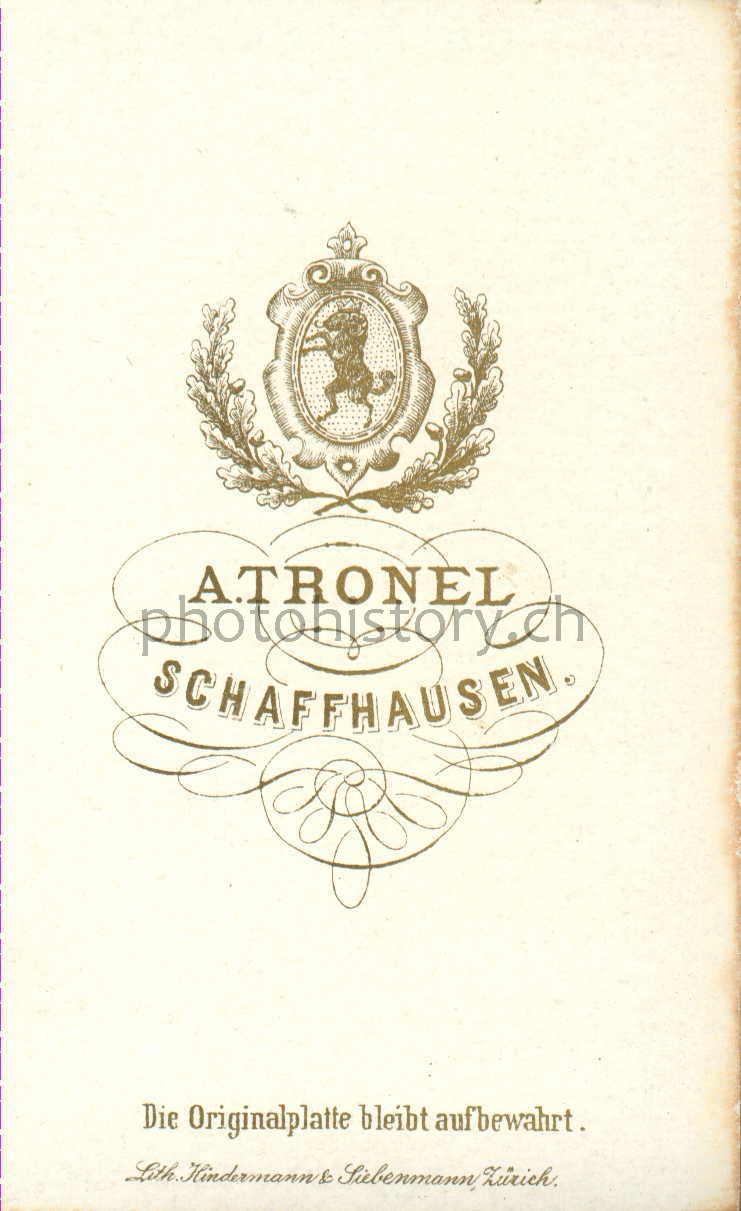 A. TRONEL
photohistory.ch
SCHAFFHAUSEN.
Die Originalplatte bleibt aufbewahrt.
Lith. Hindermann & Siebenmann, Zürich.